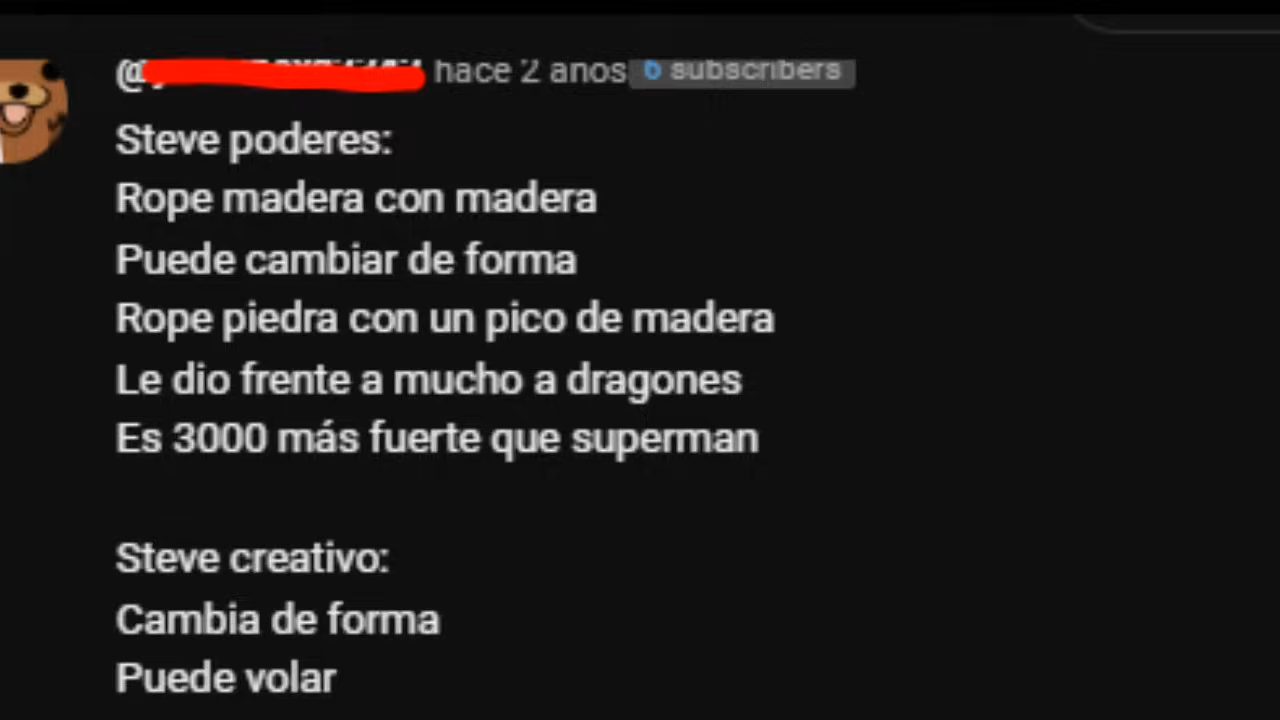 hace 2 anos 6 subscribers
Steve poderes:
Rope madera con madera
Puede cambiar de forma
Rope piedra con un pico de madera
Le dio frente a mucho a dragones
Es 3000 más fuerte que superman
Steve creativo:
Cambia de forma
Puede volar